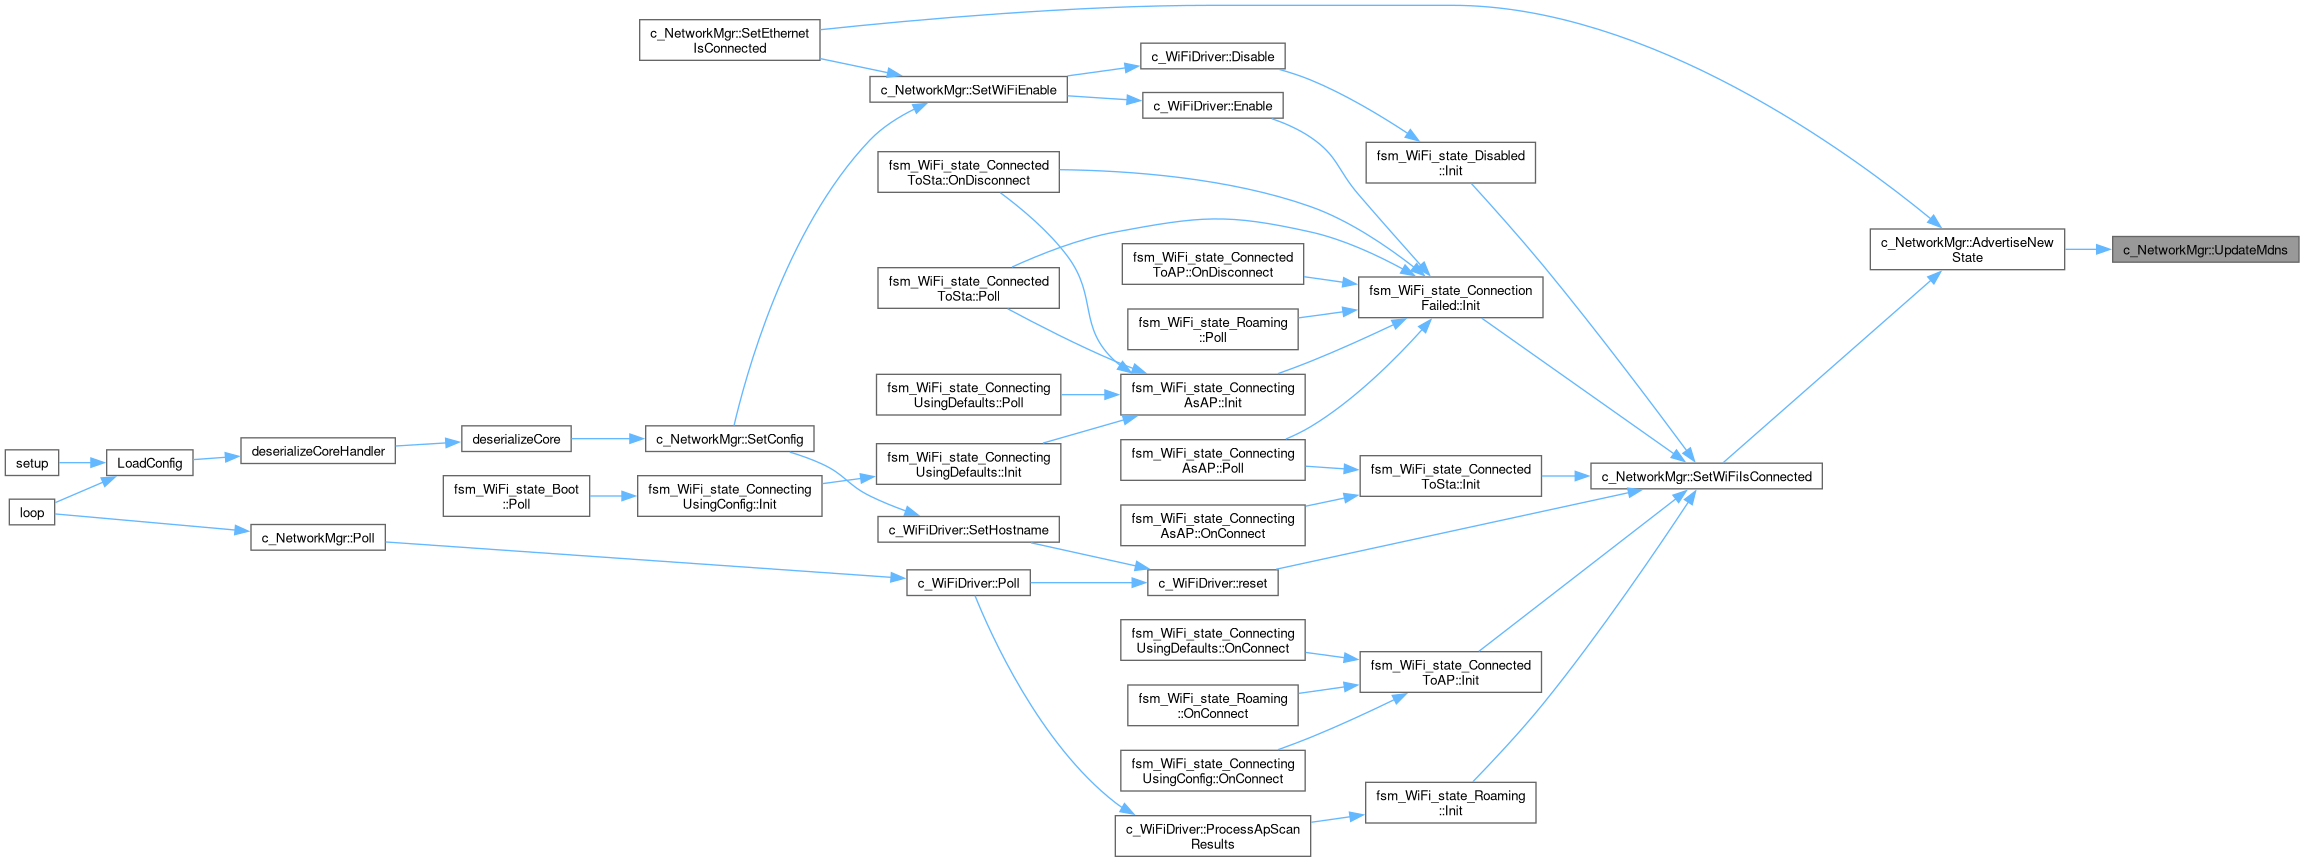 c_NetworkMgr::SetEthernet
IsConnected
c_WiFiDriver::Disable
c_NetworkMgr::SetWiFiEnable
c_WiFiDriver::Enable
fsm_WiFi_state_Disabled
::Init
fsm_WiFi_state_Connected
ToSta::OnDisconnect
c_NetworkMgr::AdvertiseNew
State
c_NetworkMgr::UpdateMdns
fsm_WiFi_state_Connected
ToAP::OnDisconnect
fsm_WiFi_state_Connected
ToSta::Poll
fsm_WiFi_state_Connection
Failed::Init
fsm_WiFi_state_Roaming
::Poll
fsm_WiFi_state_Connecting
UsingDefaults::Poll
fsm_WiFi_state_Connecting
AsAP::Init
setup
LoadConfig
deserializeCoreHandler
deserializeCore
c_NetworkMgr::SetConfig
fsm_WiFi_state_Connecting
UsingDefaults::Init
fsm_WiFi_state_Connecting
AsAP::Poll
fsm_WiFi_state_Connected
ToSta::Init
c_NetworkMgr::SetWiFiIsConnected
fsm_WiFi_state_Boot
::Poll
fsm_WiFi_state_Connecting
UsingConfig::Init
loop
c_NetworkMgr::Poll
c_WiFiDriver::SetHostname
fsm_WiFi_state_Connecting
AsAP::OnConnect
c_WiFiDriver::Poll
c_WiFiDriver::reset
fsm_WiFi_state_Connecting
UsingDefaults::OnConnect
fsm_WiFi_state_Connected
ToAP::Init
fsm_WiFi_state_Roaming
::OnConnect
fsm_WiFi_state_Connecting
UsingConfig::OnConnect
fsm_WiFi_state_Roaming
::Init
c_WiFiDriver::ProcessApScan
Results